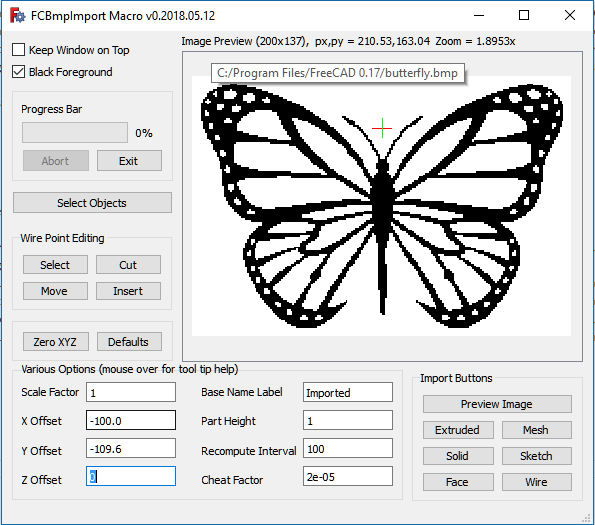 FCBmpImport Macro v0.2018.05.12
Keep Window on Top
Black Foreground
Progress Bar
0%
Abort
Exit
Select Objects
Wire Point Editing
Select
Cut
Move
Insert
Zero XYZ
Defaults
Image Preview (200x137), px,py = 210.53,163.04 Zoom = 1.8953x
C:/Program Files/FreeCAD 0.17/butterfly.bmp
Various Options (mouse over for tool tip help)
Scale Factor 1
X Offset -100.0
Y Offset -109.6
Z Offset 0
Base Name Label Imported
Part Height 1
Recompute Interval 100
Cheat Factor 2e-05
Import Buttons
Preview Image
Extruded
Mesh
Solid
Sketch
Face
Wire